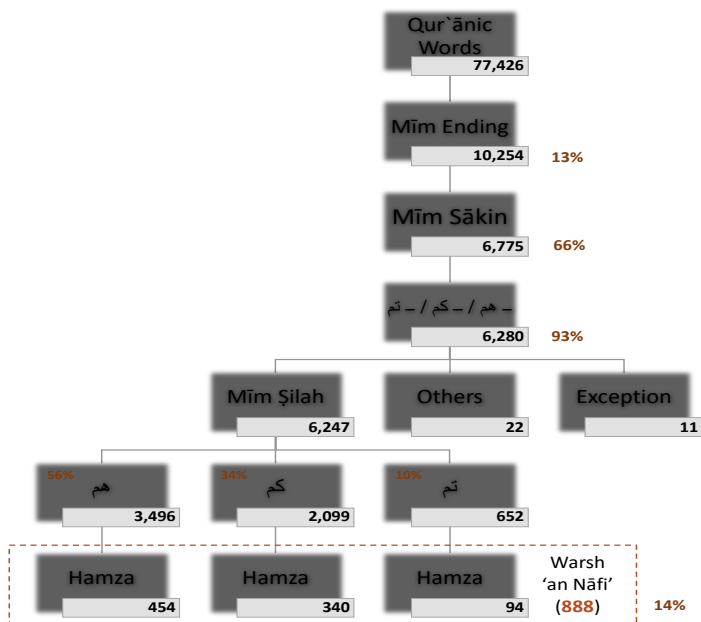 Qur`ānic
Words
77,426
Mīm Ending
10,254
13%
Mīm Sākin
6,775
66%
ـ هم / ـ كم / ـ تم
6,280
93%
Mīm Ṣilah
6,247
Others
22
Exception
11
56%
هم
3,496
34%
كم
2,099
10%
تم
652
Hamza
454
Hamza
340
Hamza
94
Warsh
‘an Nāfi’
(888)
14%